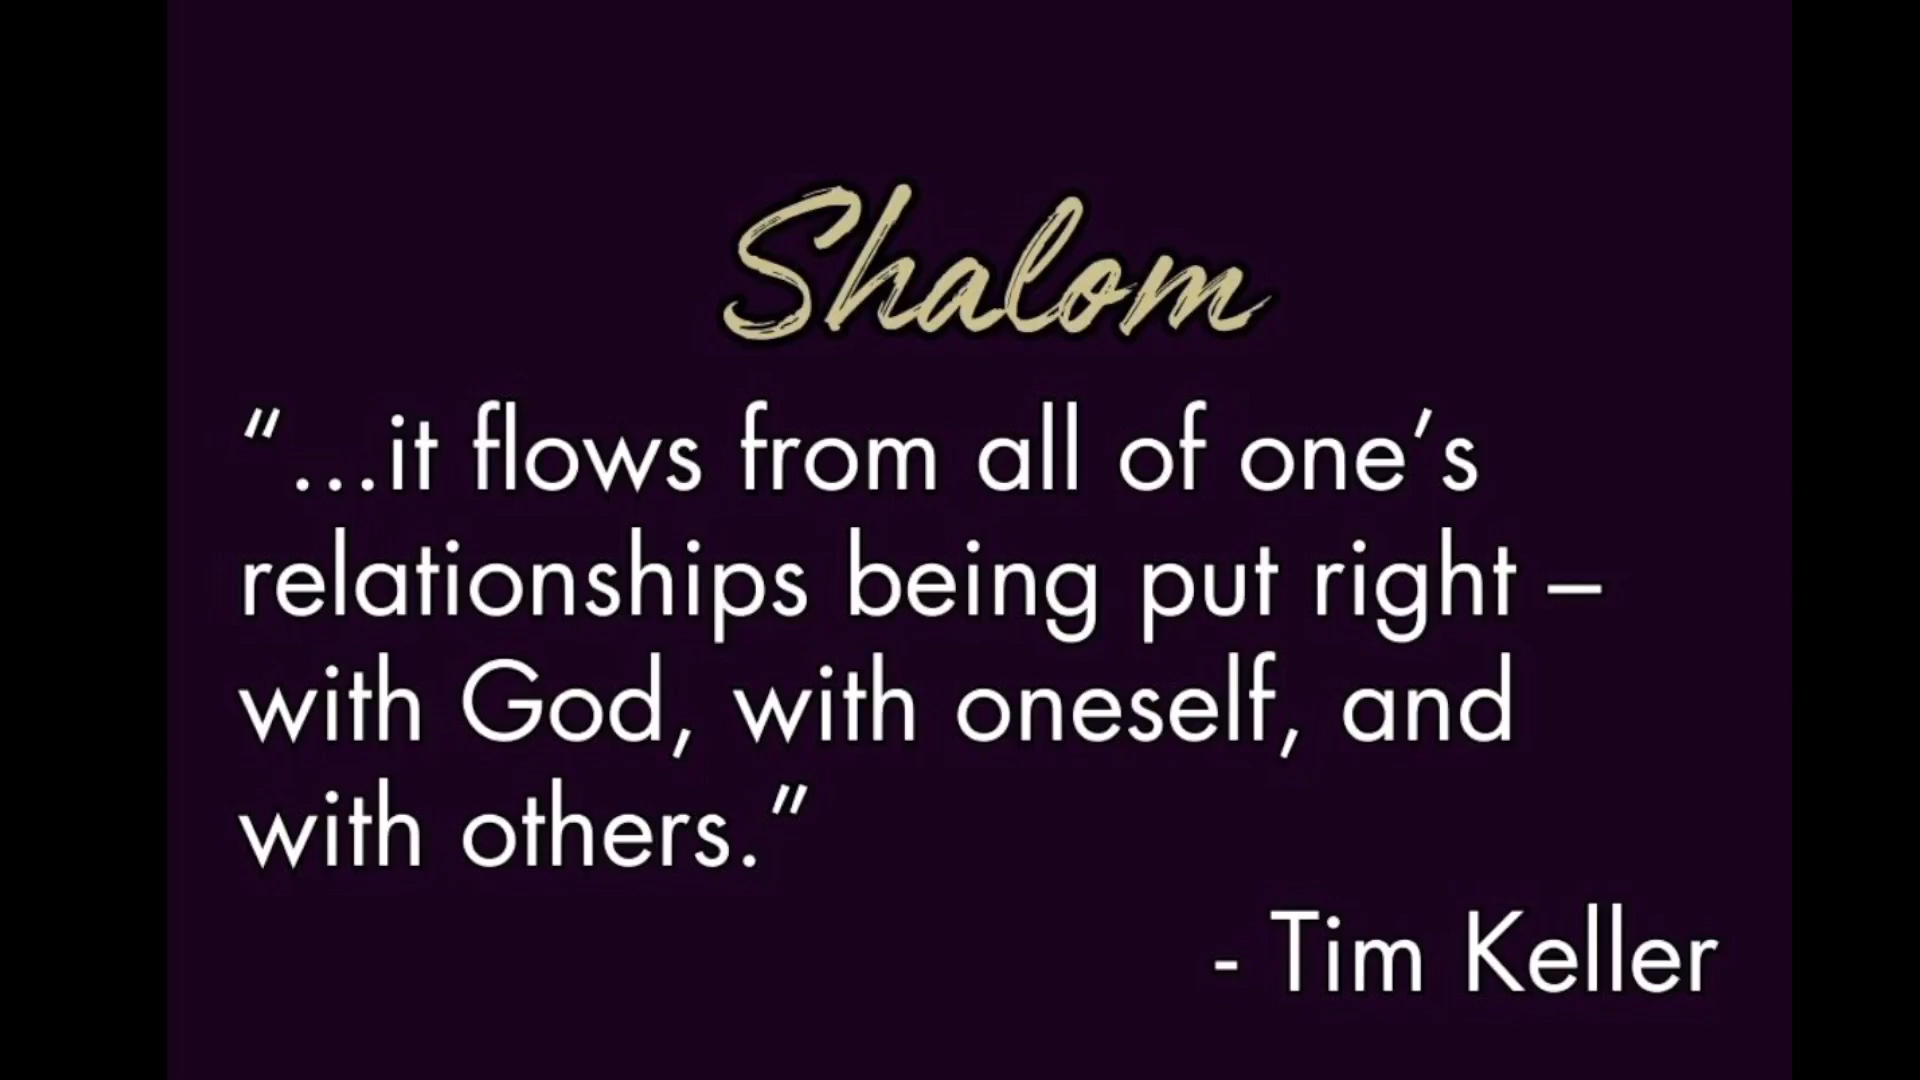 Shalom
“...it flows from all of one’s
relationships being put right –
with God, with oneself, and
with others.”
- Tim Keller